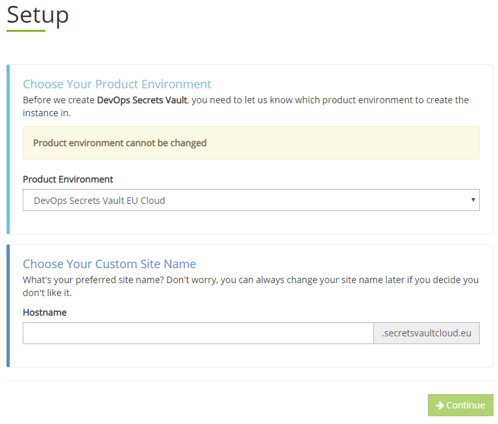 Setup
Choose Your Product Environment
Before we create DevOps Secrets Vault, you need to let us know which product environment to create the
instance in.
Product environment cannot be changed
Product Environment
DevOps Secrets Vault EU Cloud
Choose Your Custom Site Name
What's your preferred site name? Don't worry, you can always change your site name later if you decide you
don't like it.
Hostname
.secretsvaultcloud.eu
Continue